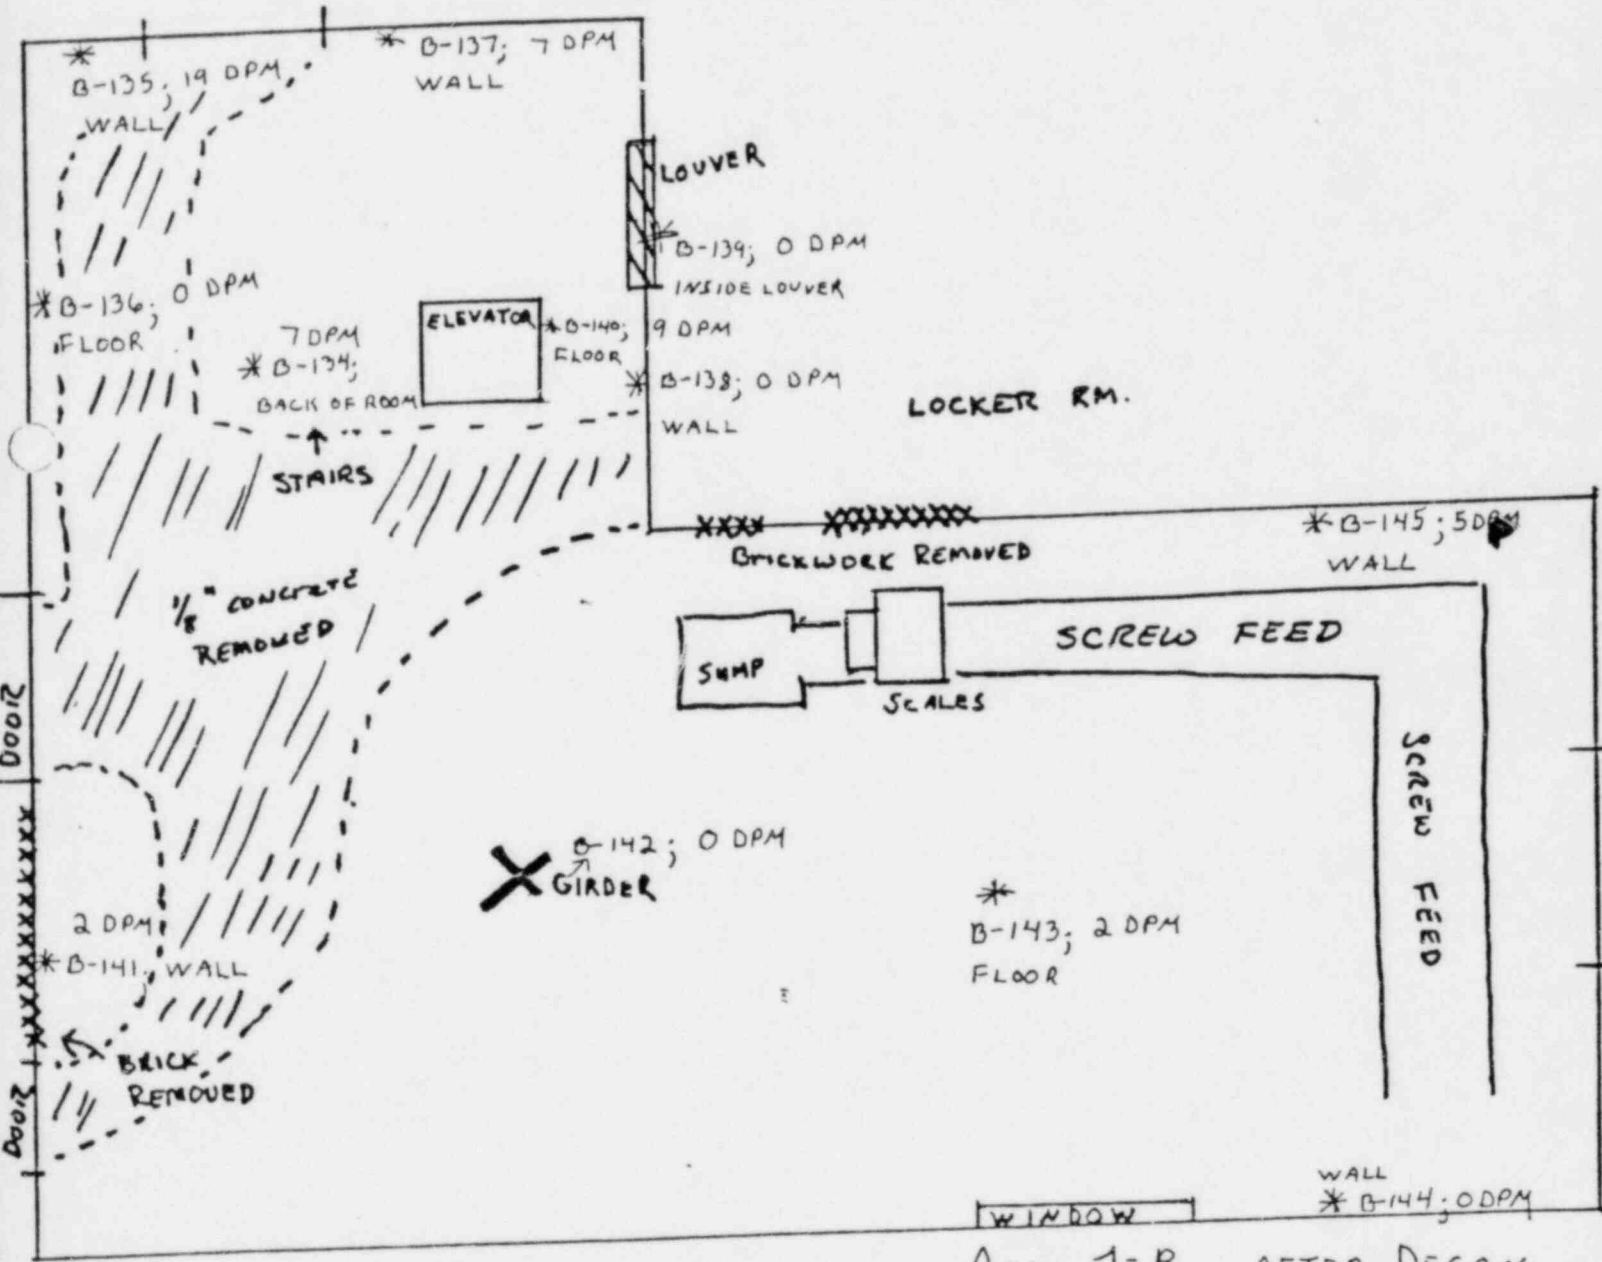 B-137; 7 DPM
WALL
B-135; 19 DPM
WALL
LOUVER
B-139; 0 DPM
INSIDE LOUVER
B-136; 0 DPM
FLOOR
7 DPM
B-134;
BACK OF ROOM
ELEVATOR
B-140; 9 DPM
FLOOR
B-138; 0 DPM
WALL
LOCKER RM.
STAIRS
BRICKWORK REMOVED
B-145; 5 DPM
WALL
1/8" CONCRETE
REMOVED
SUMP
SCALES
SCREW FEED
SCREW FEED
DOOR
B-142; 0 DPM
GIRDER
B-143; 2 DPM
FLOOR
2 DPM
B-141; WALL
BRICK
REMOVED
DOOR
WALL
B-144; 0 DPM
WINDOW